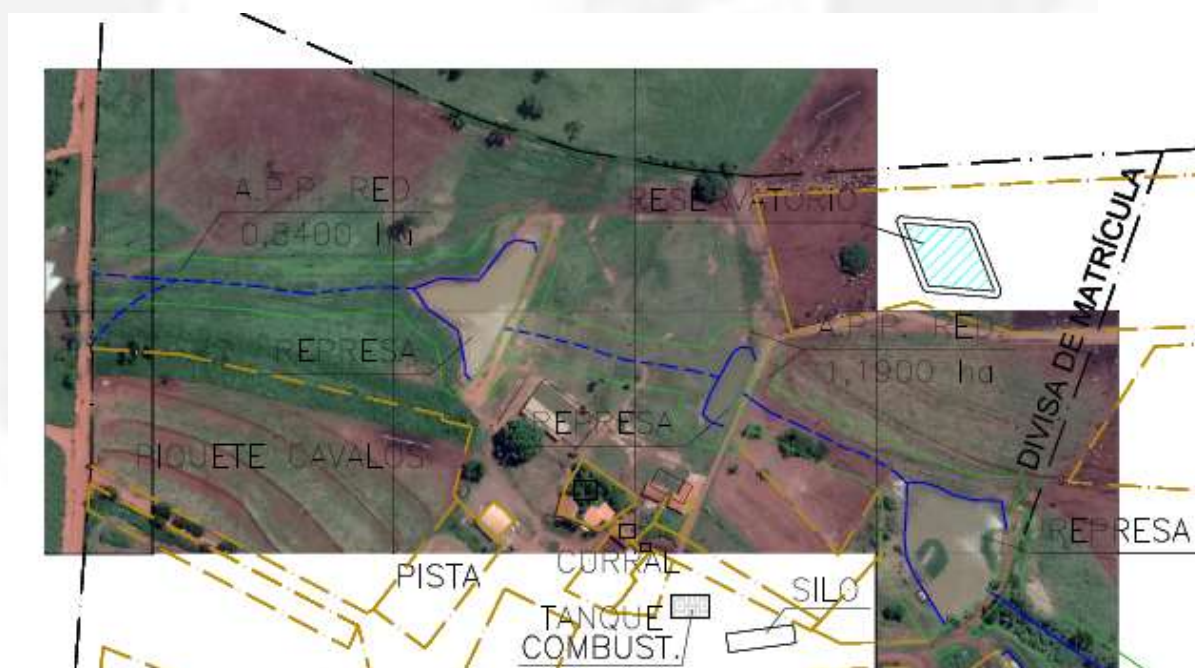 A.P.P. RED.
0,3400 ha
RESERVATÓRIO
DIVISA DE MATRÍCULA
REPRESA
A.P.P. RED.
1,1900 ha
REPRESA
PIQUETE CAVALOS
REPRESA
PISTA
CURRAL
SILO
TANQUE
COMBUST.